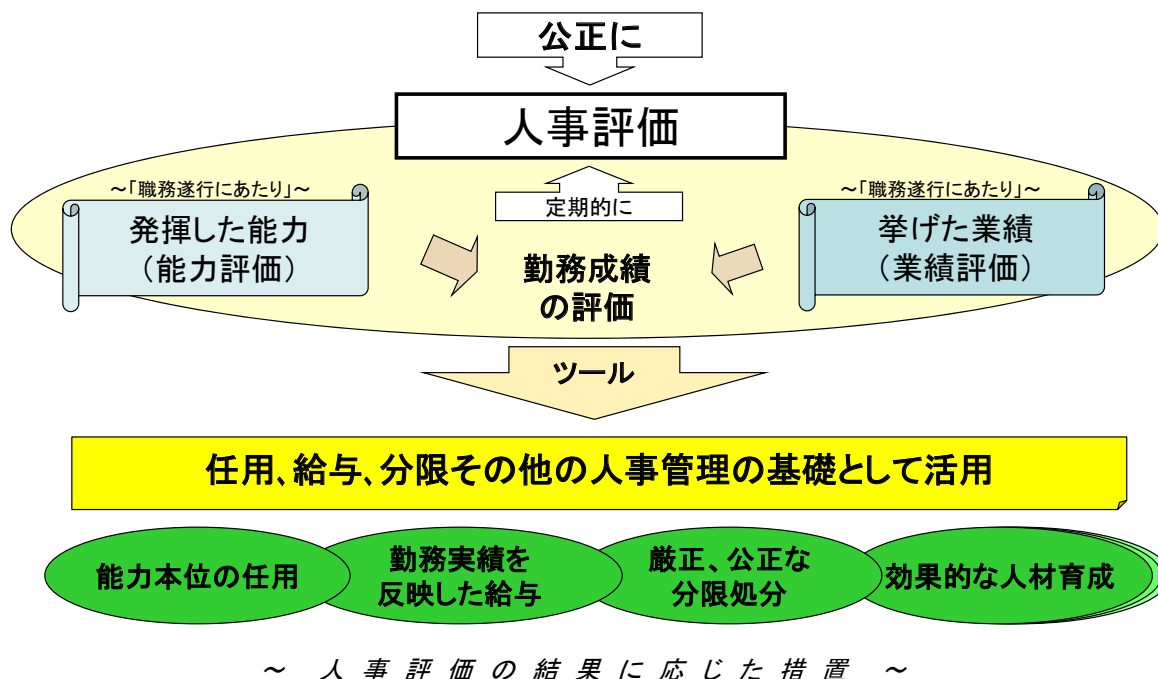 公正に
人事評価
定期的に
～「職務遂行にあたり」～
発揮した能力
（能力評価）
～「職務遂行にあたり」～
挙げた業績
（業績評価）
勤務成績
の評価
ツール
任用、給与、分限その他の人事管理の基礎として活用
能力本位の任用
勤務実績を
反映した給与
厳正、公正な
分限処分
効果的な人材育成
～ 人事評価の結果に応じた措置 ～